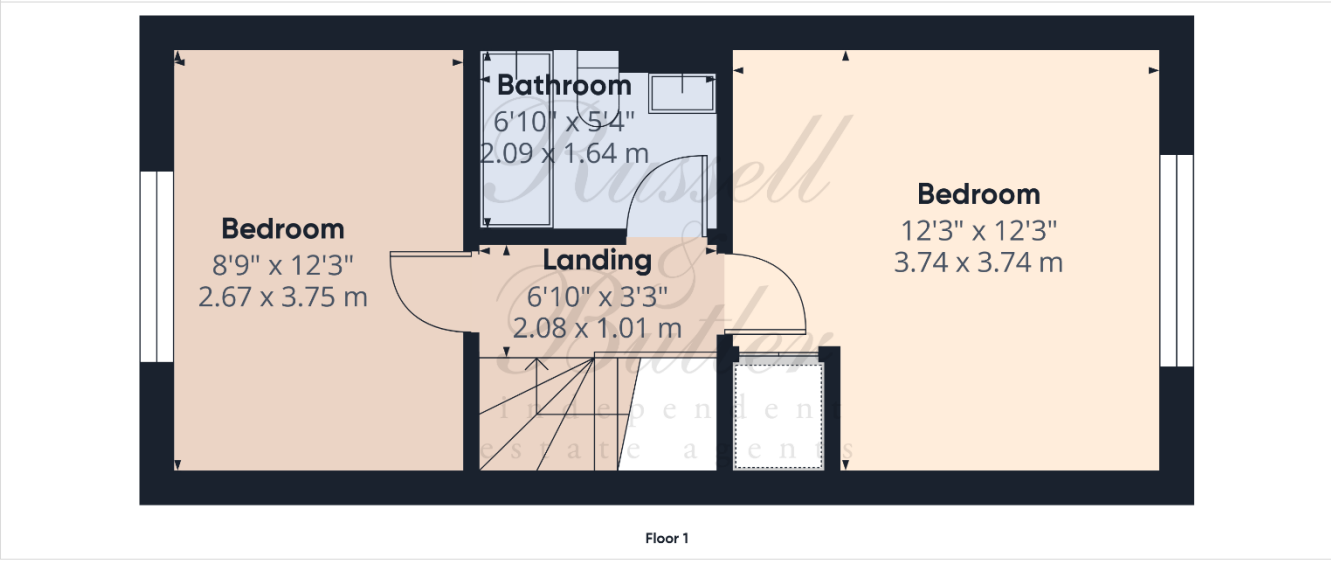 Bathroom
6'10" x 5'4"
2.09 x 1.64 m
Bedroom
12'3" x 12'3"
3.74 x 3.74 m
Bedroom
8'9" x 12'3"
2.67 x 3.75 m
Landing
6'10" x 3'3"
2.08 x 1.01 m
Russell
&
Butler
independent
estate agents
Floor 1